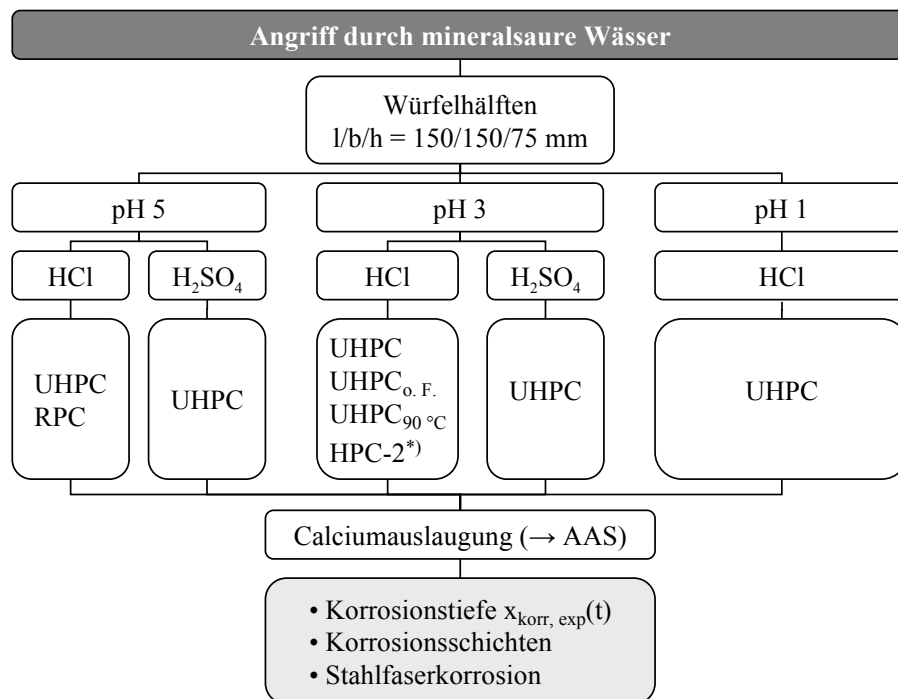 Angriff durch mineralsaure Wässer
Würfelhälften
l/b/h = 150/150/75 mm
pH 5
pH 3
pH 1
HCl
H₂SO₄
HCl
H₂SO₄
HCl
UHPC
RPC
UHPC
UHPC
UHPCo. F.
UHPC90 °C
HPC-2*)
UHPC
UHPC
Calciumauslaugung (→ AAS)
• Korrosionstiefe xkorr, exp(t)
• Korrosionsschichten
• Stahlfaserkorrosion